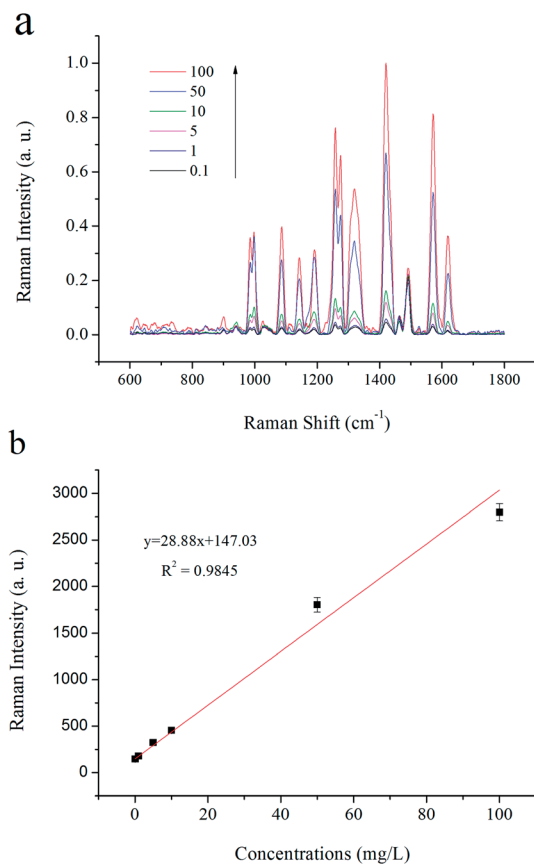 a
1.0
0.8
0.6
0.4
0.2
0.0
Raman Intensity (a. u.)
100
50
10
5
1
0.1
600 800 1000 1200 1400 1600 1800
Raman Shift (cm⁻¹)
b
3000
2500
2000
1500
1000
500
0
Raman Intensity (a. u.)
y=28.88x+147.03
R² = 0.9845
0 20 40 60 80 100
Concentrations (mg/L)